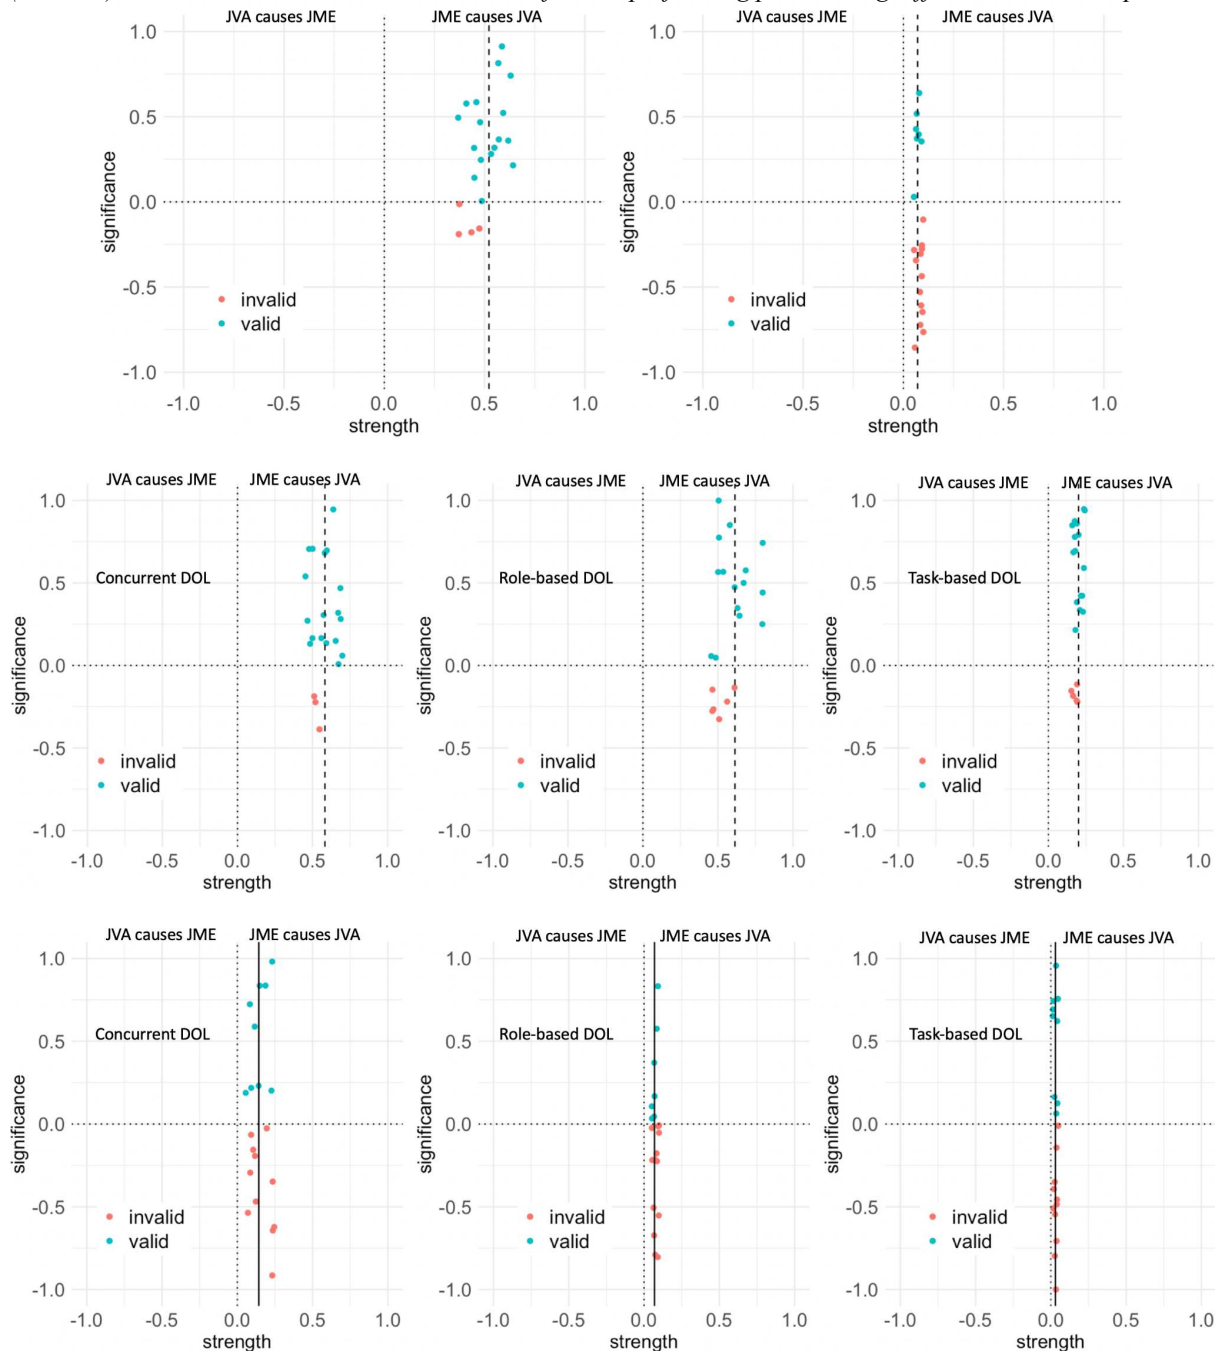 JVA causes JME JME causes JVA JVA causes JME JME causes JVA
1.0 1.0
0.5 0.5
significance significance
0.0 0.0
-0.5 -0.5
invalid invalid
valid valid
-1.0 -1.0
-1.0 -0.5 0.0 0.5 1.0 -1.0 -0.5 0.0 0.5 1.0
strength strength
JVA causes JME JME causes JVA JVA causes JME JME causes JVA JVA causes JME JME causes JVA
1.0 1.0 1.0
0.5 Concurrent DOL 0.5 Role-based DOL 0.5 Task-based DOL
significance significance significance
0.0 0.0 0.0
-0.5 -0.5 -0.5
invalid invalid invalid
valid valid valid
-1.0 -1.0 -1.0
-1.0 -0.5 0.0 0.5 1.0 -1.0 -0.5 0.0 0.5 1.0 -1.0 -0.5 0.0 0.5 1.0
strength strength strength
JVA causes JME JME causes JVA JVA causes JME JME causes JVA JVA causes JME JME causes JVA
1.0 1.0 1.0
0.5 Concurrent DOL 0.5 Role-based DOL 0.5 Task-based DOL
significance significance significance
0.0 0.0 0.0
-0.5 -0.5 -0.5
invalid invalid invalid
valid valid valid
-1.0 -1.0 -1.0
-1.0 -0.5 0.0 0.5 1.0 -1.0 -0.5 0.0 0.5 1.0 -1.0 -0.5 0.0 0.5 1.0
strength strength strength